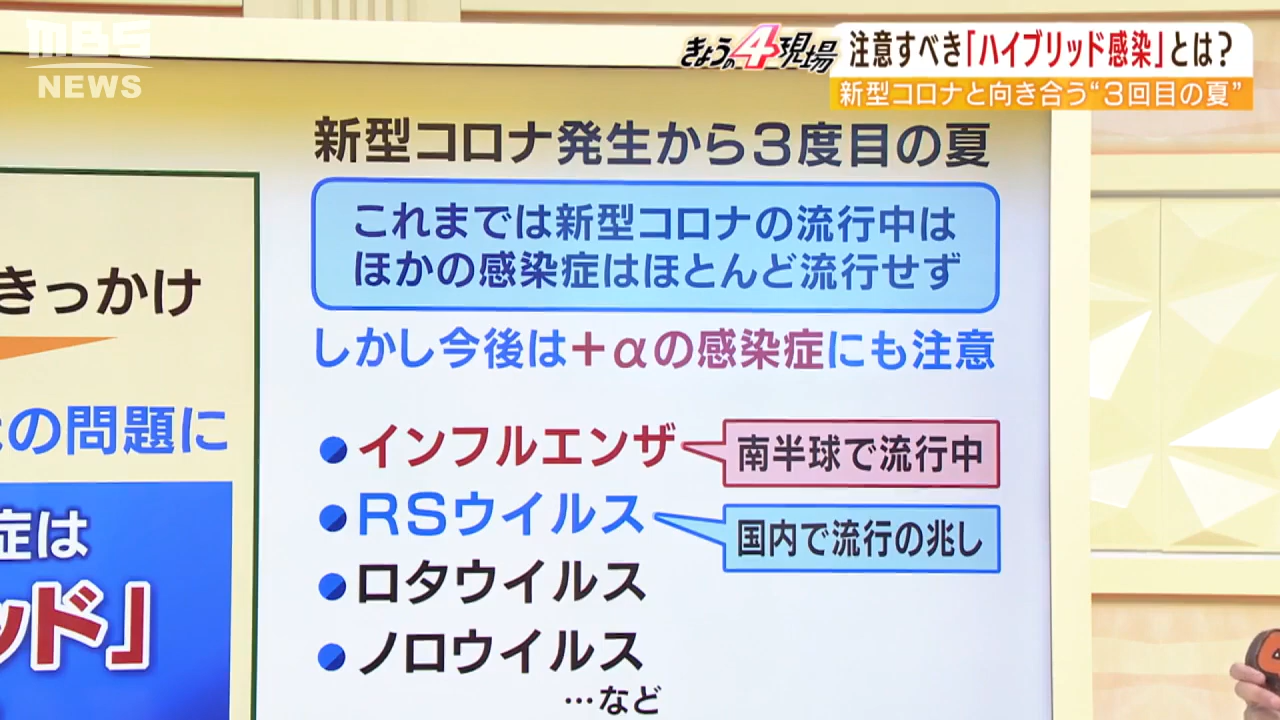 MBS
NEWS
きょうの4現場
注意すべき「ハイブリッド感染」とは?
新型コロナと向き合う“3回目の夏”
新型コロナ発生から3度目の夏
これまでは新型コロナの流行中は
ほかの感染症はほとんど流行せず
しかし今後は+αの感染症にも注意
●インフルエンザ
南半球で流行中
●RSウイルス
国内で流行の兆し
●ロタウイルス
●ノロウイルス
…など
きっかけ
の問題に
症は
ッド」